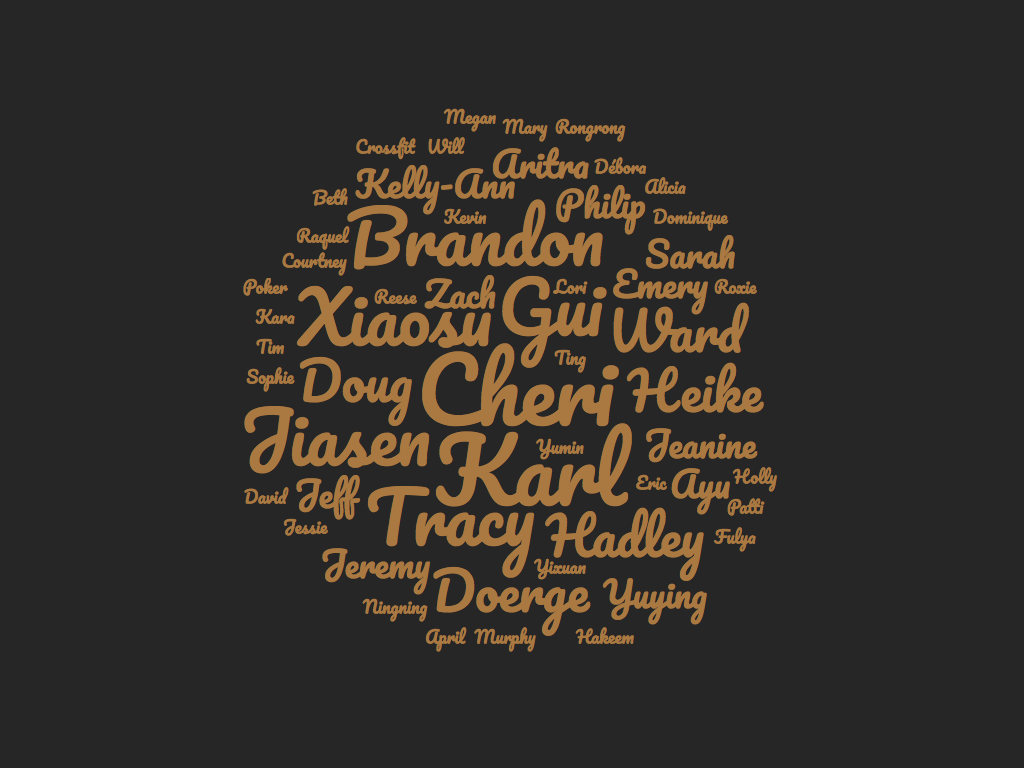 Megan
Mary Rongrong
Crossfit Will
Aritra Débora
Kelly-Ann Alicia
Beth Philip
Kevin Dominique
Raquel Brandon
Courtney Sarah
Poker Reese Zach Lori Emery Roxie
Kara Xiaosu Gui Ward
Tim Ting
Sophie Doug Cheri Heike
Jiasen Yumin Jeanine
Karl Eric Ayu Holly
David Jeff Patti
Jessie Tracy Hadley Fulya
Jeremy Yixuan
Ningning Doerge Yuying
April Murphy Hakeem